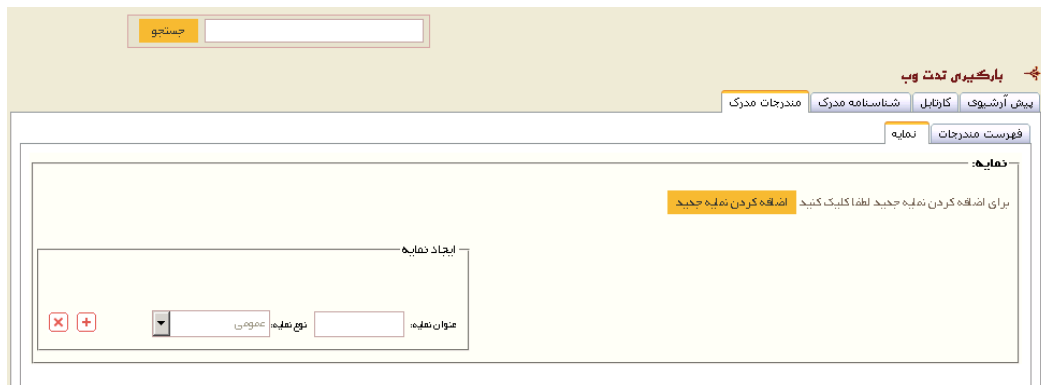 جستجو
بارگیری تحت وب
پیش آرشیوی کارتابل شناسنامه مدرک مندرجات مدرک
فهرست مندرجات نمایه
نمایه:
برای اضافه کردن نمایه جدید لطفا کلیک کنید اضافه کردن نمایه جدید
ایجاد نمایه
عنوان نمایه: نوع نمایه: عمومی